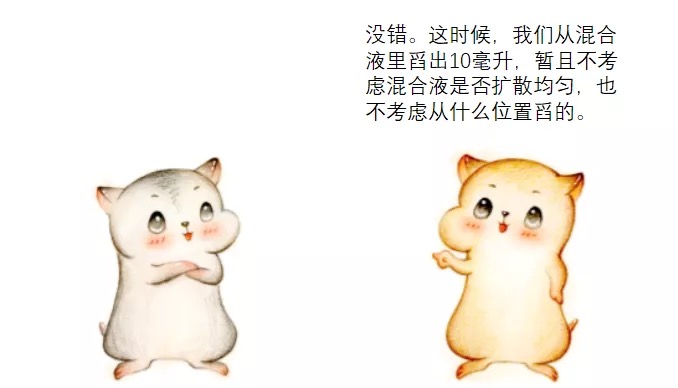 没错。这时候，我们从混合
液里舀出10毫升，暂且不考
虑混合液是否扩散均匀，也
不考虑从什么位置舀的。